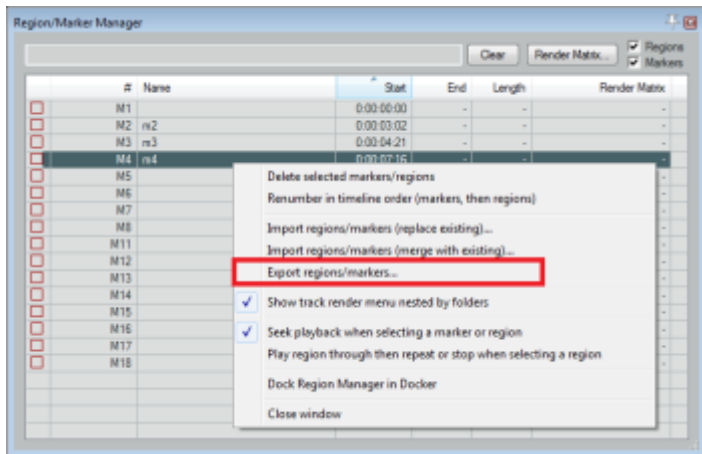 Region/Marker Manager
Clear Render Matrix... Regions
Markers
# Name Start End Length Render Matrix
M1 0:00:00:00 - - -
M2 m2 0:00:03:02 - - -
M3 m3 0:00:04:21 - - -
M4 m4 0:00:07:16 - - -
M5 -
M6 -
M7 -
M8 -
M11 -
M12 -
M13 -
M14 -
M15 -
M16 -
M17 -
M18 -
Delete selected markers/regions
Renumber in timeline order (markers, then regions)
Import regions/markers (replace existing)...
Import regions/markers (merge with existing)...
Export regions/markers...
Show track render menu nested by folders
Seek playback when selecting a marker or region
Play region through then repeat or stop when selecting a region
Dock Region Manager in Docker
Close window